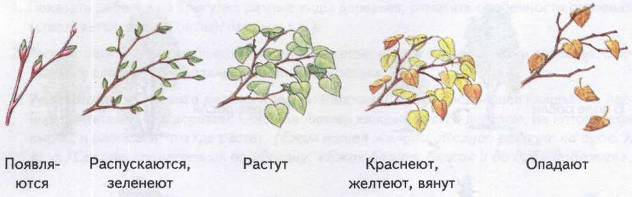 Появля-
ются
Распускаются,
зеленеют
Растут
Краснеют,
желтеют, вянут
Опадают